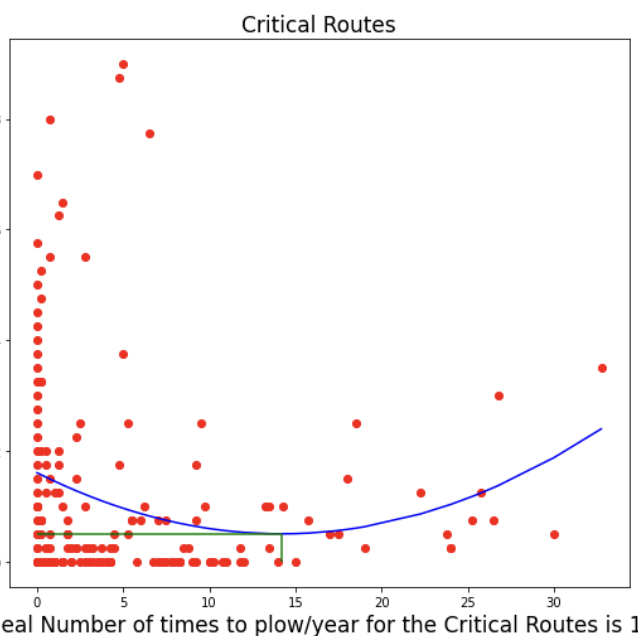 Critical Routes
0 5 10 15 20 25 30
eal Number of times to plow/year for the Critical Routes is 1